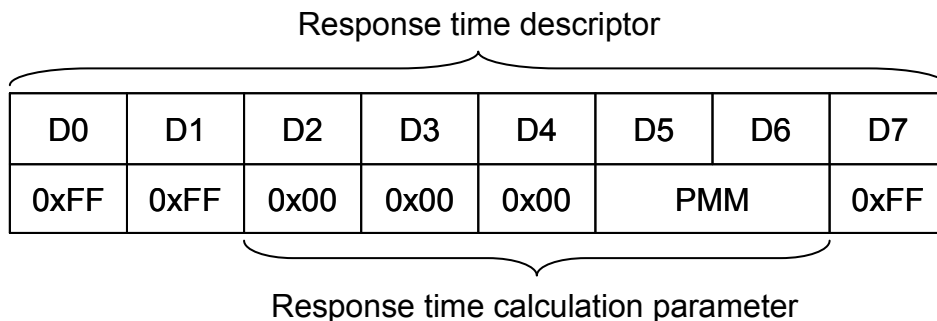 Response time descriptor
D0 D1 D2 D3 D4 D5 D6 D7
0xFF 0xFF 0x00 0x00 0x00 PMM 0xFF
Response time calculation parameter